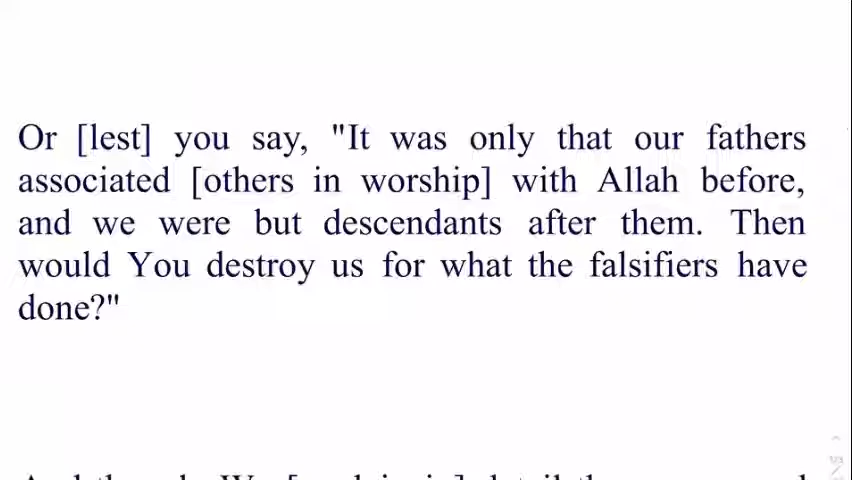 Or [lest] you say, "It was only that our fathers
associated [others in worship] with Allah before,
and we were but descendants after them. Then
would You destroy us for what the falsifiers have
done?"